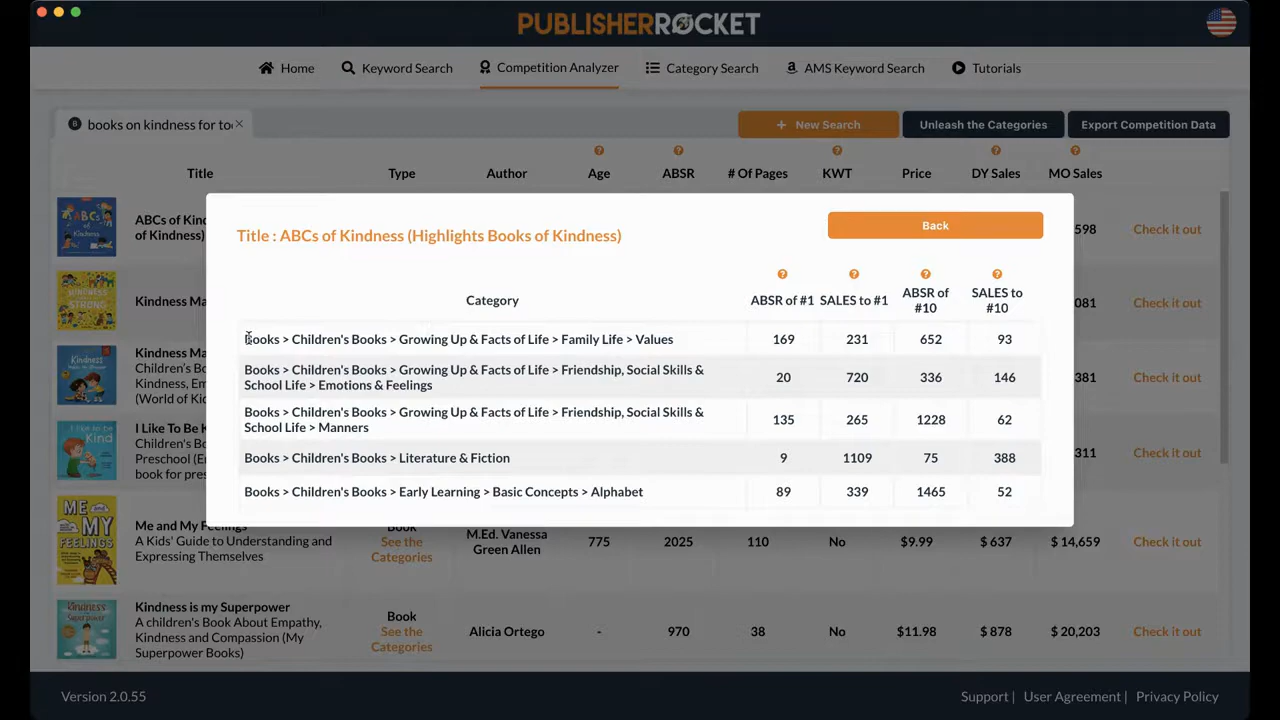 PUBLISHERROCKET
Home
Keyword Search
Competition Analyzer
Category Search
AMS Keyword Search
Tutorials
books on kindness for to
New Search
Unleash the Categories
Export Competition Data
Title
Type
Author
Age
ABSR
# Of Pages
KWT
Price
DY Sales
MO Sales
ABCs of Kin
of Kindness)
598
Check it out
Kindness Ma
081
Check it out
Kindness Ma
Children's Bo
Kindness, Em
(World of Kin
381
Check it out
I Like To Be K
Children's Bo
Preschool (Em
book for pres
311
Check it out
Title : ABCs of Kindness (Highlights Books of Kindness)
Back
Category
ABSR of #1
SALES to #1
ABSR of
#10
SALES to
#10
Books > Children's Books > Growing Up & Facts of Life > Family Life > Values
169
231
652
93
Books > Children's Books > Growing Up & Facts of Life > Friendship, Social Skills &
School Life > Emotions & Feelings
20
720
336
146
Books > Children's Books > Growing Up & Facts of Life > Friendship, Social Skills &
School Life > Manners
135
265
1228
62
Books > Children's Books > Literature & Fiction
9
1109
75
388
Books > Children's Books > Early Learning > Basic Concepts > Alphabet
89
339
1465
52
ME and MY FEELINGS
Me and My Feelings
A Kids' Guide to Understanding and
Expressing Themselves
Book
See the
Categories
M.Ed. Vanessa
Green Allen
775
2025
110
No
$9.99
$ 637
$ 14,659
Check it out
Kindness is my Superpower
A children's Book About Empathy,
Kindness and Compassion (My
Superpower Books)
Book
See the
Categories
Alicia Ortego
-
970
38
No
$11.98
$ 878
$ 20,203
Check it out
Version 2.0.55
Support |
User Agreement |
Privacy Policy